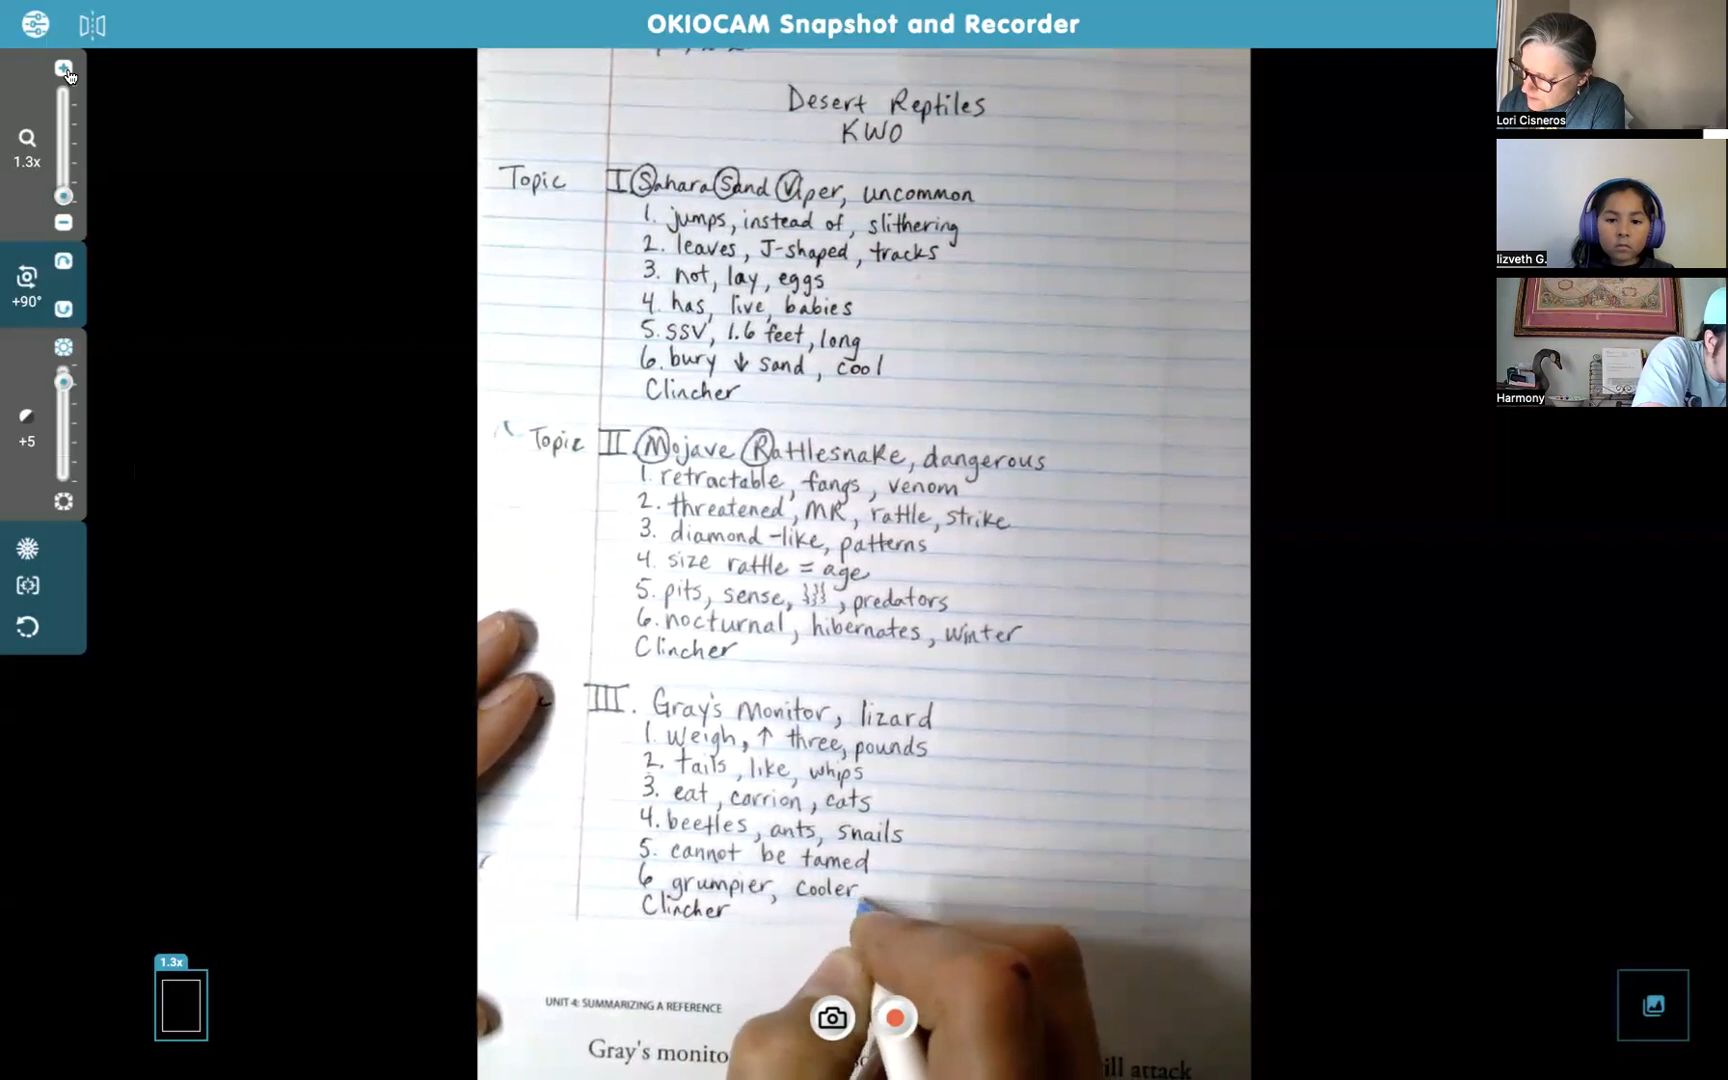 OKIOCAM Snapshot and Recorder
1.3x
+90°
+5
1.3x
Lori Cisneros
lizveth G.
Harmony
Desert Reptiles
KWO
Topic I Sahara Sand Viper, uncommon
1. jumps, instead of, slithering
2. leaves, J-shaped, tracks
3. not, lay, eggs
4. has, live, babies
5. SSV, 1.6 feet, long
6. bury ↓ sand, cool
Clincher
Topic II. Mojave Rattlesnake, dangerous
1. retractable, fangs, venom
2. threatened, MR, rattle, strike
3. diamond-like, patterns
4. size rattle = age
5. pits, sense, , predators
6. nocturnal, hibernates, winter
Clincher
III. Gray's Monitor, lizard
1. weigh, ↑ three, pounds
2. tails, like, whips
3. eat, carrion, cats
4. beetles, ants, snails
5. cannot be tamed
6 grumpier, cooler
Clincher
UNIT 4: SUMMARIZING A REFERENCE
Gray's monito
ill attack